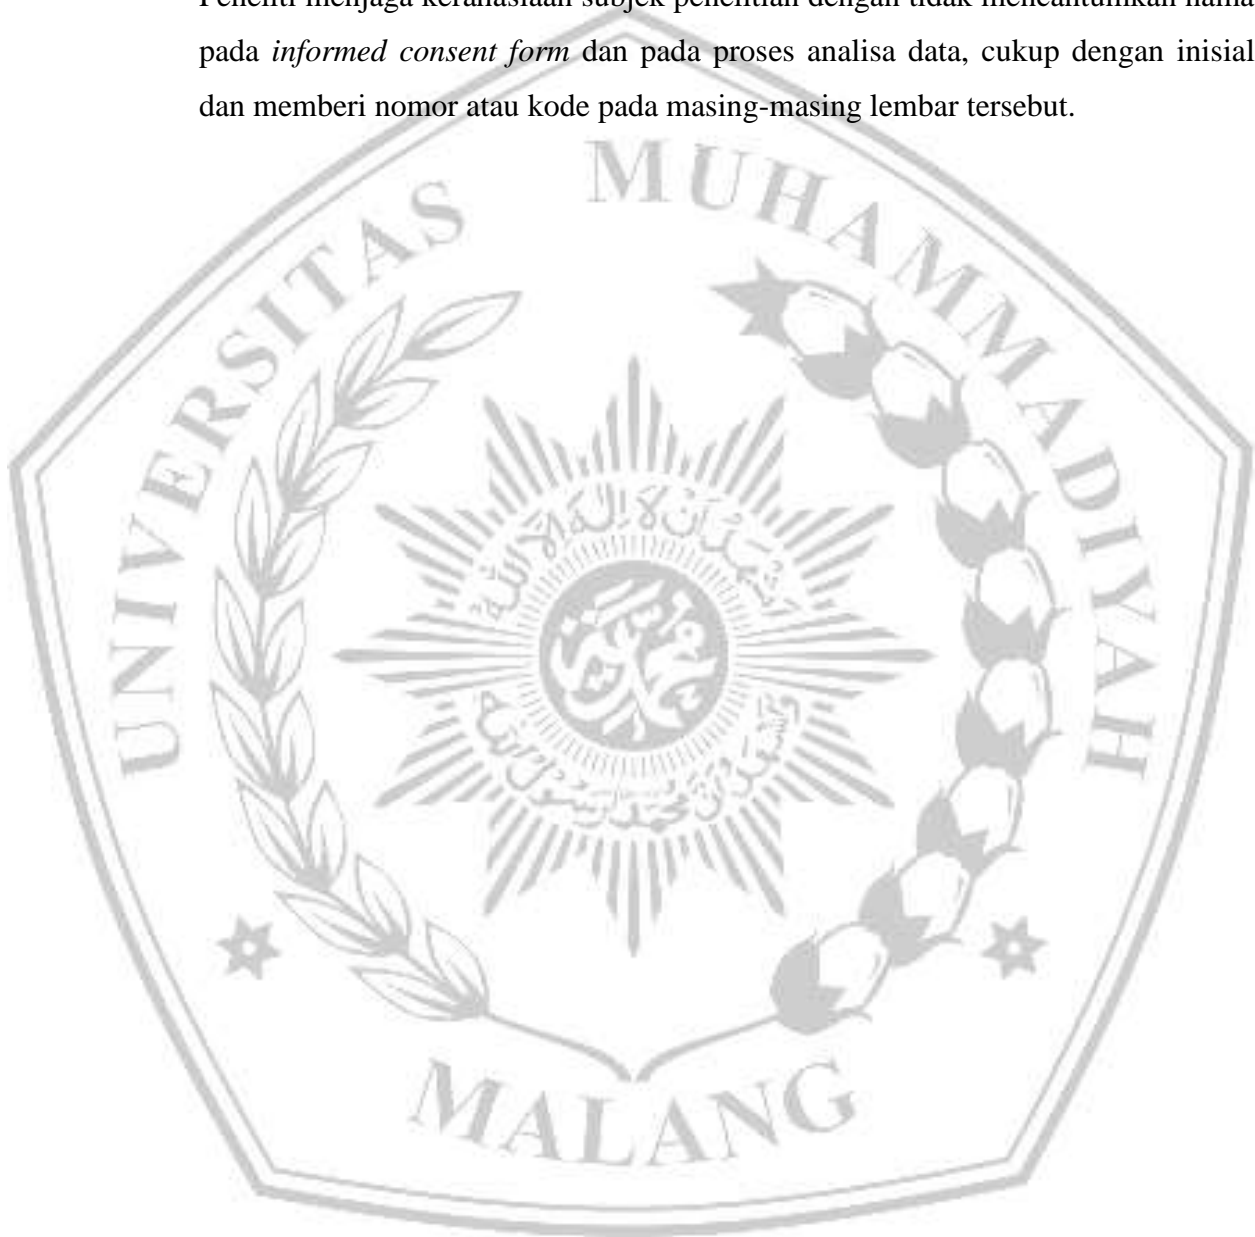 Peneliti menjaga kerahasiaan subjek penelitian dengan tidak mencantumkan nama
pada informed consent form dan pada proses analisa data, cukup dengan inisial
dan memberi nomor atau kode pada masing-masing lembar tersebut.
UNIVERSITAS MUHAMMADIYAH
MALANG